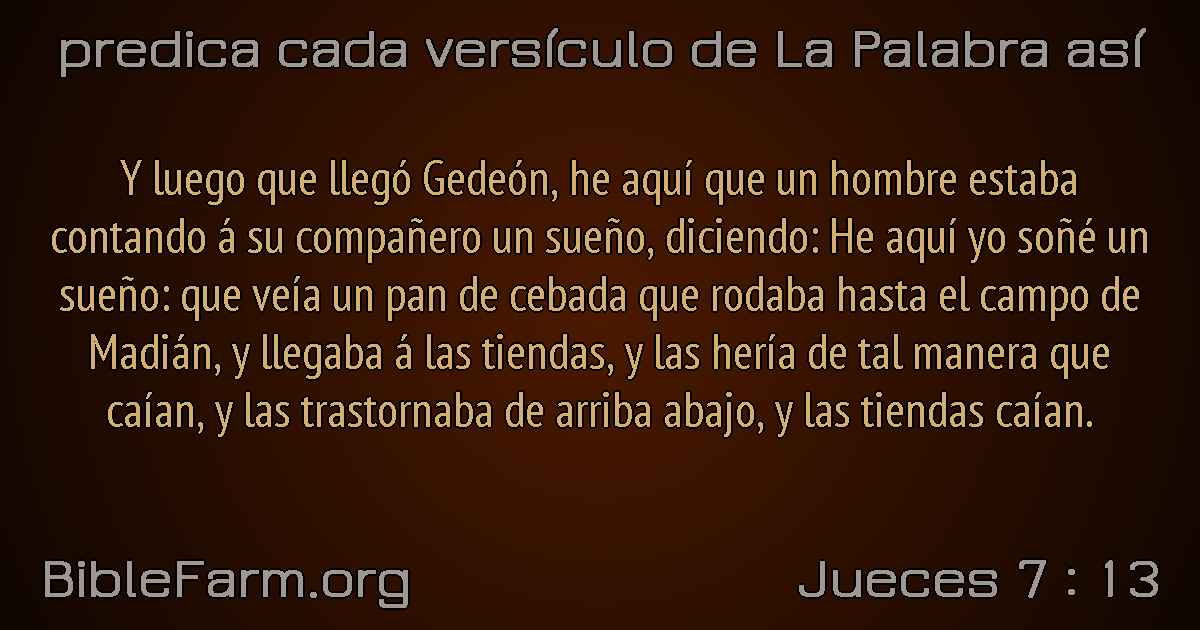 predica cada versículo de La Palabra así
Y luego que llegó Gedeón, he aquí que un hombre estaba
contando á su compañero un sueño, diciendo: He aquí yo soñé un
sueño: que veía un pan de cebada que rodaba hasta el campo de
Madián, y llegaba á las tiendas, y las hería de tal manera que
caían, y las trastornaba de arriba abajo, y las tiendas caían.
BibleFarm.org
Jueces 7 : 13